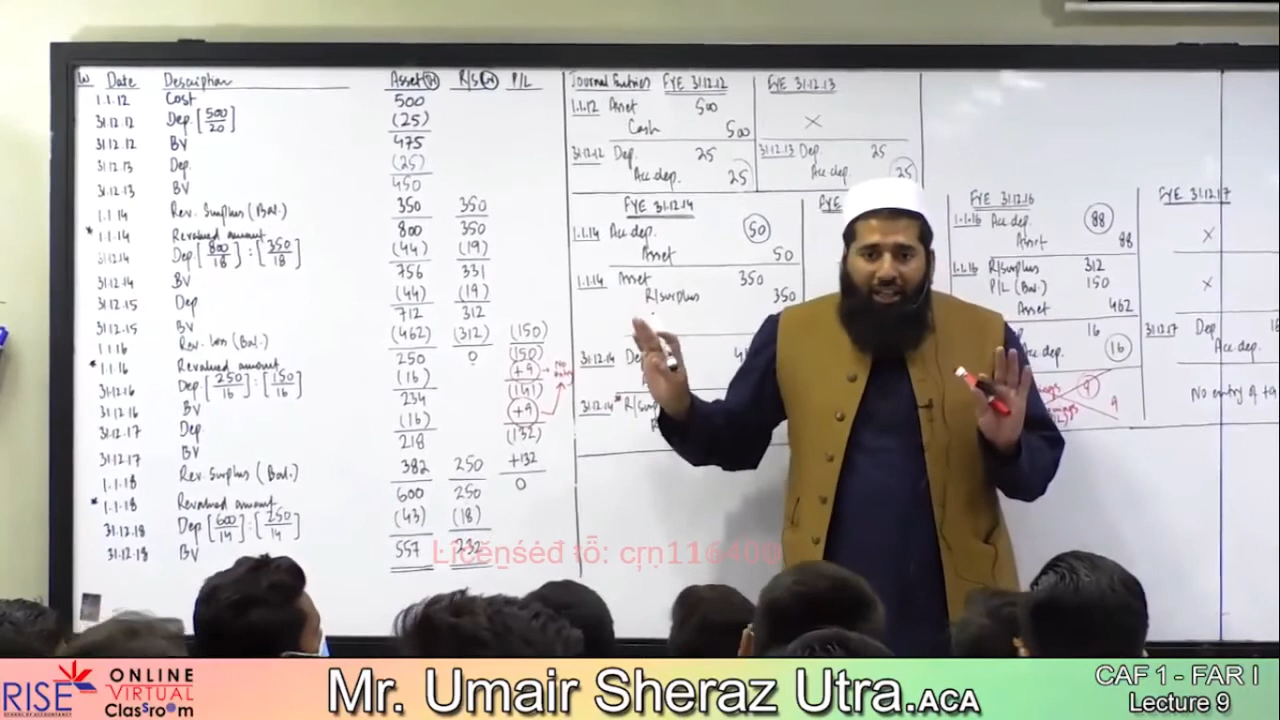 W Date Description Asset(H) R/S(H) P/L
1.1.12 Cost 500
31.12.12 Dep. [500/20] (25)
31.12.12 BV 475
31.12.13 Dep. (25)
31.12.13 BV 450
1.1.14 Rev. Surplus (Bal.) 350 350
* 1.1.14 Revalued amount 800 350
31.12.14 Dep [800/18] : [350/18] (44) (19)
31.12.14 BV 756 331
31.12.15 Dep (44) (19)
31.12.15 BV 712 312
1.1.16 Rev. Loss (Bal.) (462) (312) (150)
* 1.1.16 Revalued amount 250 0 (150)
31.12.16 Dep [250/16] : [150/16] (16) +9
31.12.16 BV 234 (141)
31.12.17 Dep. (16) +9
31.12.17 BV 218 (132)
1.1.18 Rev. Surplus (Bal.) 382 250 +132
* 1.1.18 Revalued amount 600 250 0
31.12.18 Dep [600/14] : [250/14] (43) (18)
31.12.18 BV 557 232
Journal Entries FYE 31.12.12
1.1.12 Asset 500
Cash 500
31.12.12 Dep. 25
Acc dep. 25
FYE 31.12.13
X
31.12.13 Dep. 25
Acc dep. 25
FYE 31.12.14
1.1.14 Acc dep. 50
Asset 50
1.1.14 Asset 350
R/surplus 350
31.12.14
31.12.14
FYE 31.12.16
1.1.16 Acc dep. 88
Asset 88
1.1.16 R/Surplus 312
P/L (Bal.) 150
Asset 462
16
dep. 16
9
9
FYE 31.12.17
X
X
31.12.17 Dep
Acc dep.
No entry of +9
Licensed to: crn116400
RISE
SCHOOL OF ACCOUNTANCY
ONLINE
VIRTUAL
Classroom
Mr. Umair Sheraz Utra.ACA
CAF 1 - FAR I
Lecture 9